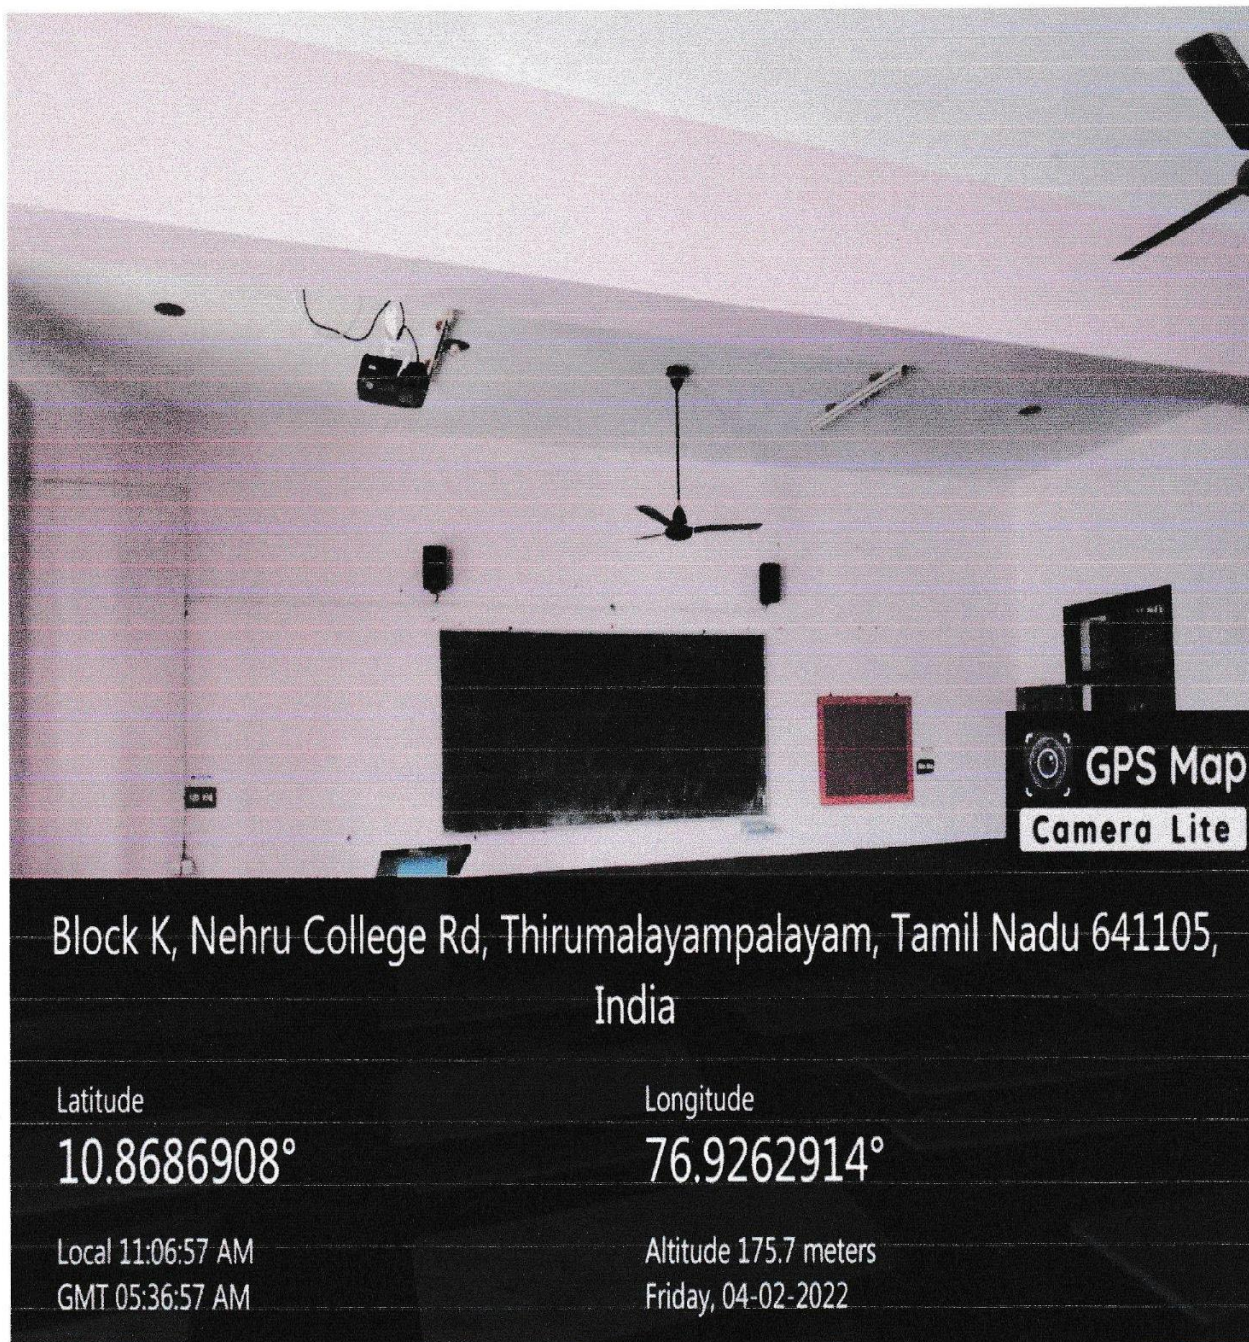 GPS Map
Camera Lite
Block K, Nehru College Rd, Thirumalayampalayam, Tamil Nadu 641105,
India
Latitude
Longitude
10.8686908°
76.9262914°
Local 11:06:57 AM
Altitude 175.7 meters
GMT 05:36:57 AM
Friday, 04-02-2022